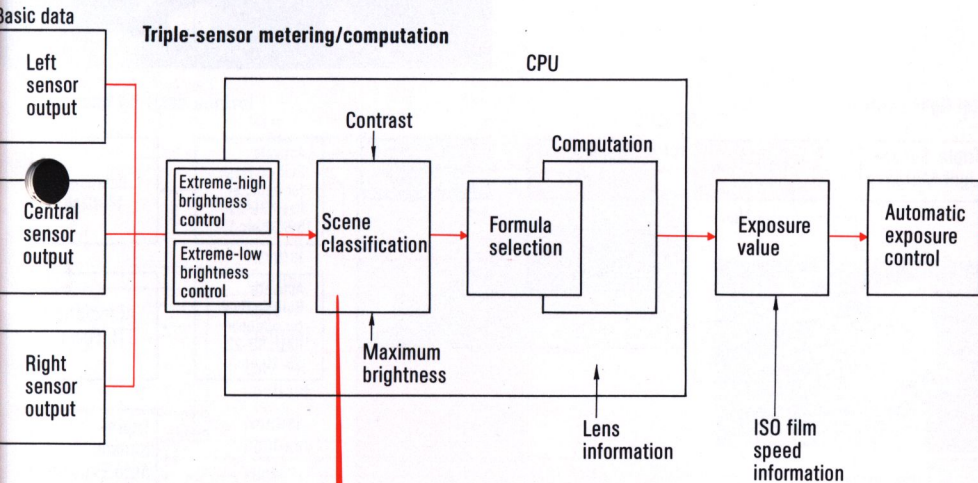 Basic data
Triple-sensor metering/computation
CPU
Left
sensor
output
Contrast
Computation
Central
sensor
output
Extreme-high
brightness
control
Extreme-low
brightness
control
Scene
classification
Formula
selection
Exposure
value
Automatic
exposure
control
Maximum
brightness
Right
sensor
output
Lens
information
ISO film
speed
information